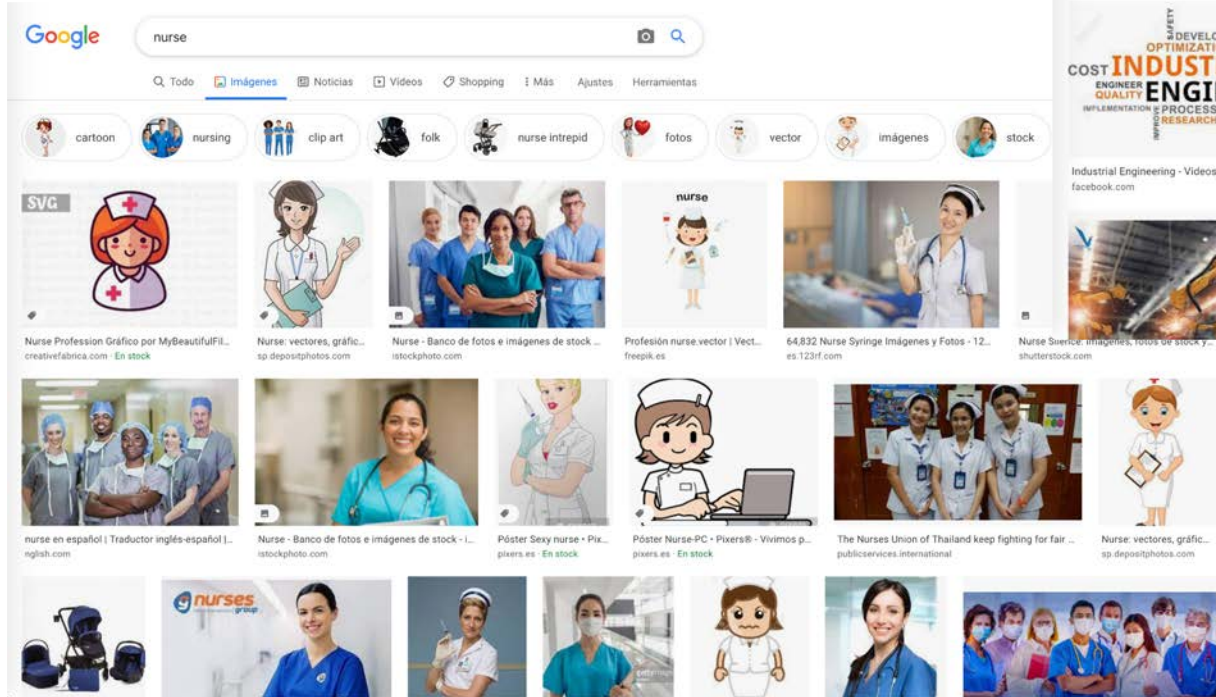 Google
nurse
Todo Imágenes Noticias Videos Shopping Más Ajustes Herramientas
cartoon nursing clip art folk nurse intrepid fotos vector imágenes stock
SVG
nurse
Nurse Profession Gráfico por MyBeautifulFil...
creativefabrica.com · En stock
Nurse: vectores, gráfic...
sp.depositphotos.com
Nurse - Banco de fotos e imágenes de stock ...
istockphoto.com
Profesión nurse.vector | Vect...
freepik.es
64,832 Nurse Syringe Imágenes y Fotos - 12...
es.123rf.com
Nurse Silence: Imágenes, fotos de stock y...
shutterstock.com
nurse en español | Traductor inglés-español |...
nglish.com
Nurse - Banco de fotos e imágenes de stock - i...
istockphoto.com
Póster Sexy nurse • Pix...
pixers.es · En stock
Póster Nurse-PC • Pixers® - Vivimos p...
pixers.es · En stock
The Nurses Union of Thailand keep fighting for fair ...
publicservices.international
Nurse: vectores, gráfic...
sp.depositphotos.com
nurses
group
SAFETY
DEVELO
OPTIMIZATI
COST INDUST
ENGINEER
QUALITY ENGI
IMPLEMENTATION PROCESS
IMPROVE RESEARCH
Industrial Engineering - Videos
facebook.com